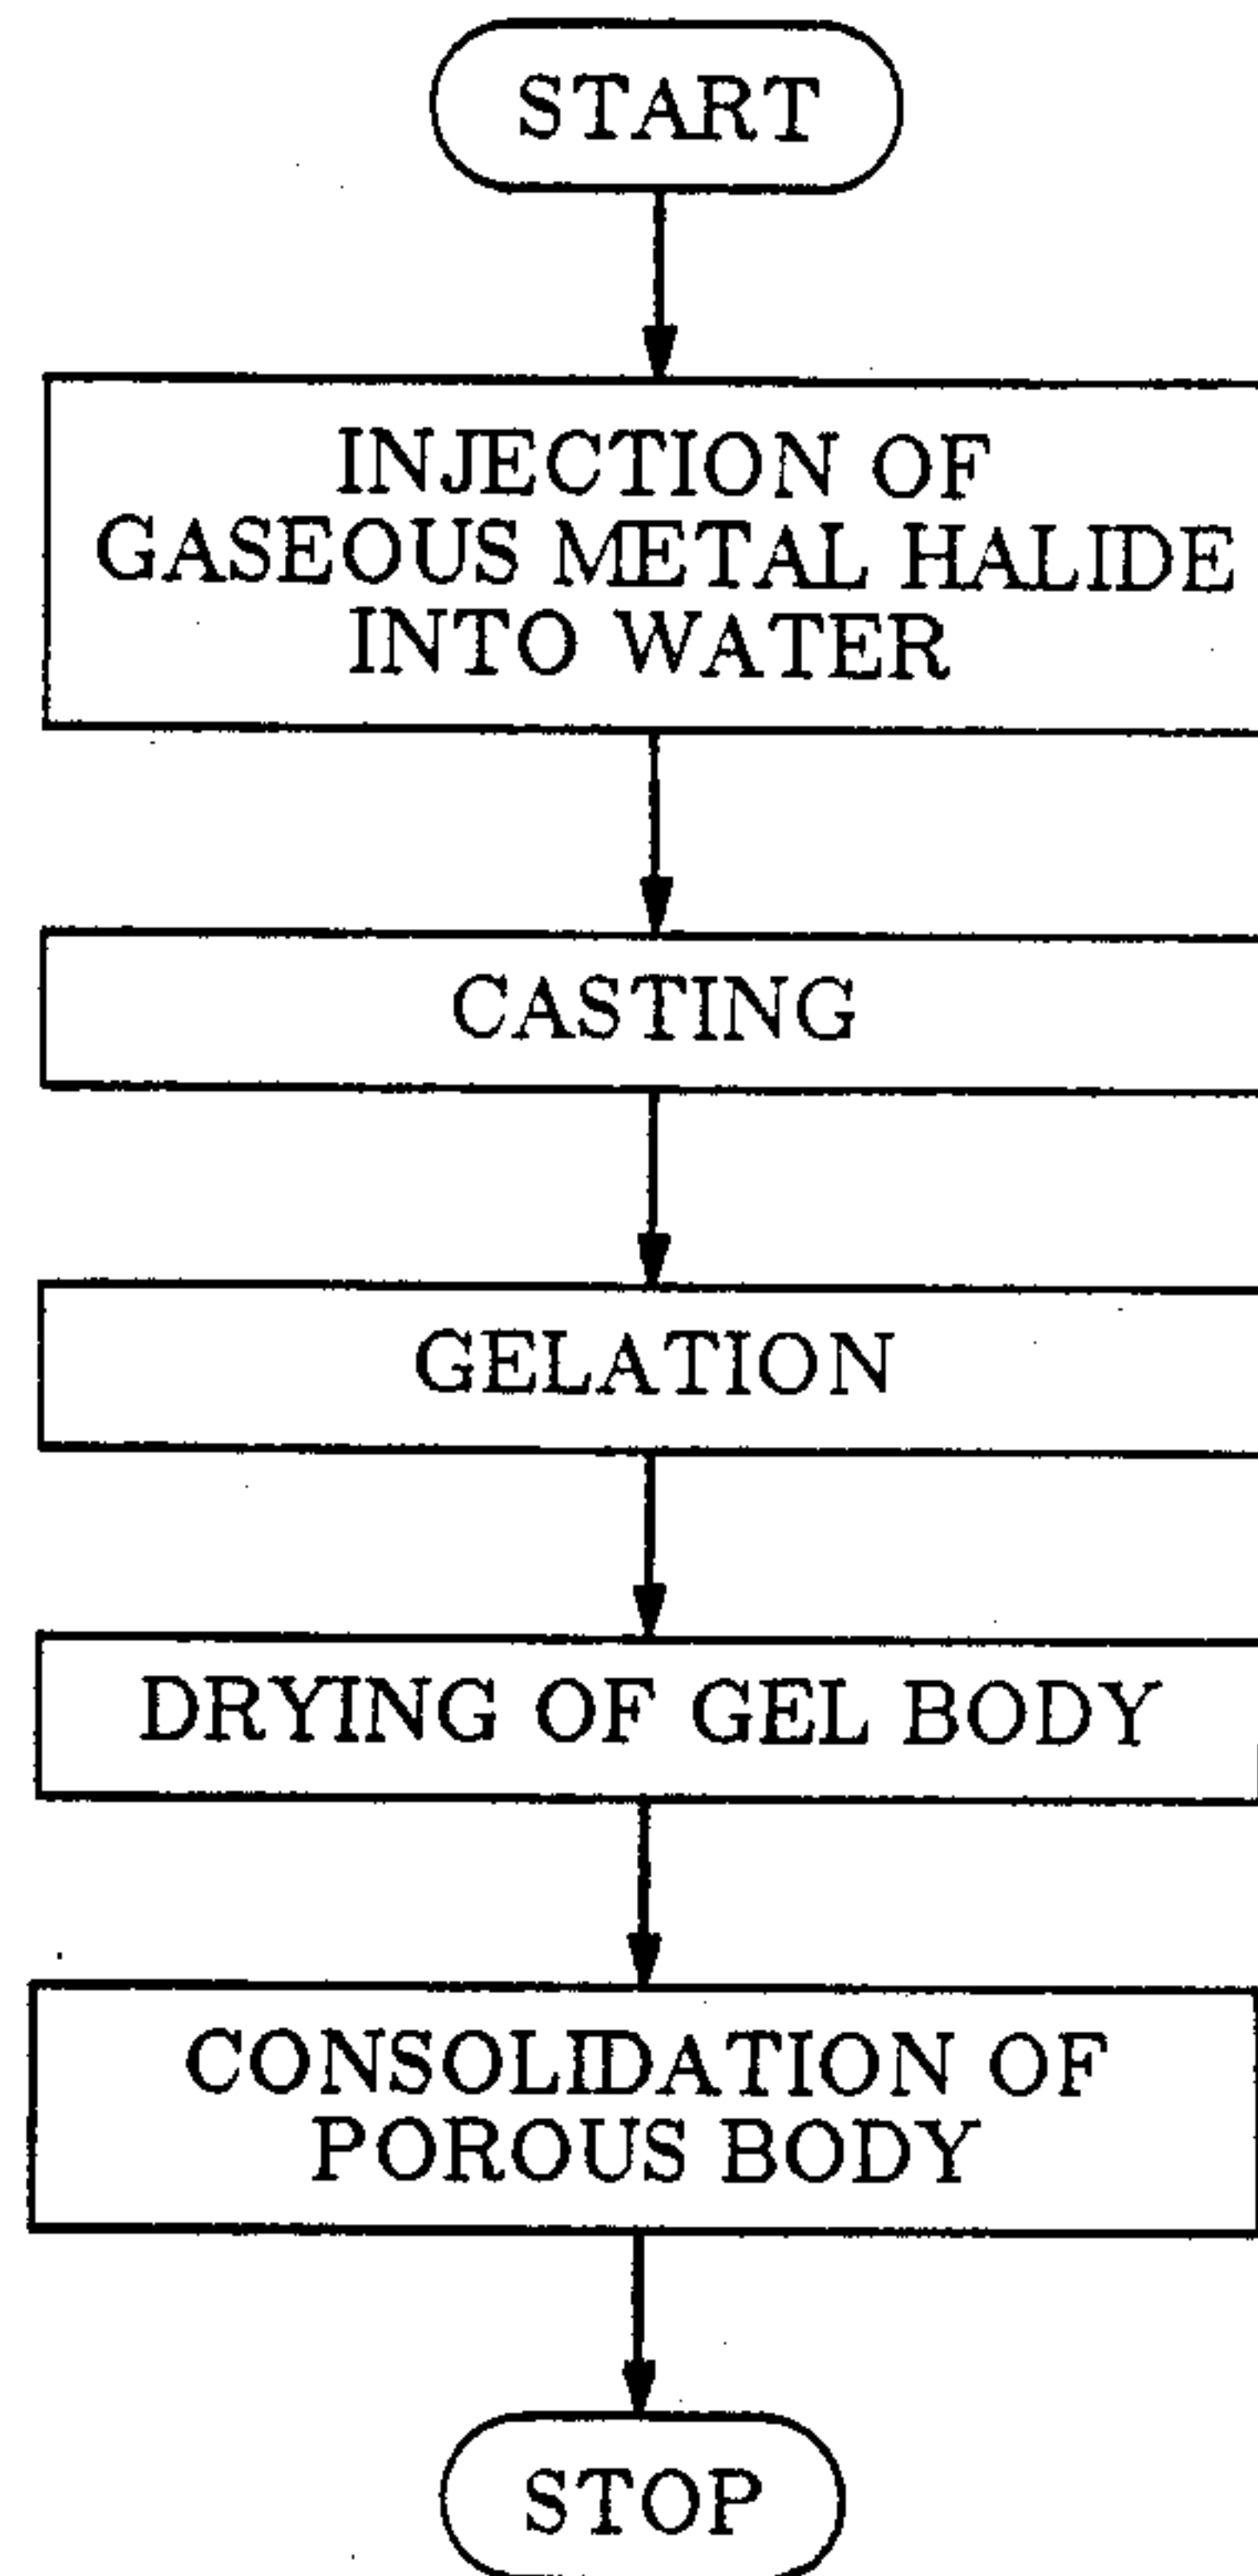 START
INJECTION OF
GASEOUS METAL HALIDE
INTO WATER
CASTING
GELATION
DRYING OF GEL BODY
CONSOLIDATION OF
POROUS BODY
STOP